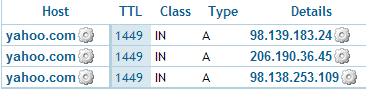 Host TTL Class Type Details
yahoo.com 1449 IN A 98.139.183.24
yahoo.com 1449 IN A 206.190.36.45
yahoo.com 1449 IN A 98.138.253.109